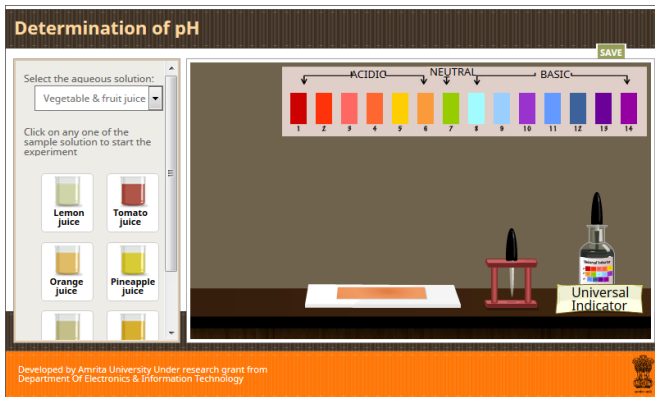 Determination of pH
SAVE
Select the aqueous solution:
Vegetable & fruit juice
Click on any one of the
sample solution to start the
experiment
Lemon
juice
Tomato
juice
Orange
juice
Pineapple
juice
ACIDIC
NEUTRAL
BASIC
1 2 3 4 5 6 7 8 9 10 11 12 13 14
Universal
Indicator
Developed by Amrita University Under research grant from
Department Of Electronics & Information Technology